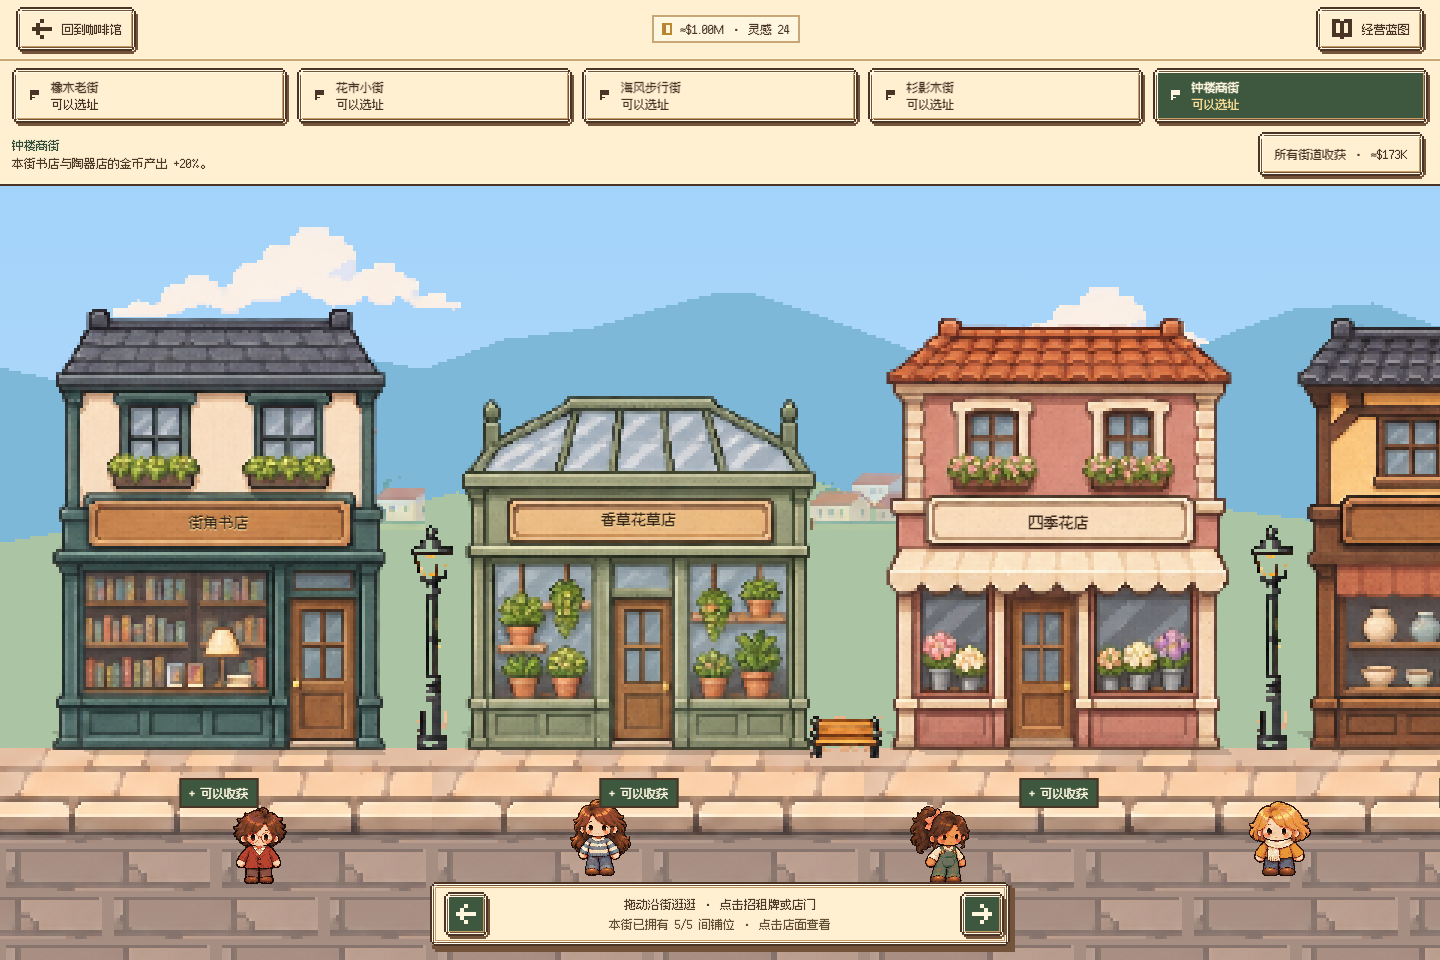 回到咖啡馆
≈$1.00M · 灵感 24
经营蓝图
橡木老街
可以选址
花市小街
可以选址
海风步行街
可以选址
杉影木街
可以选址
钟楼商街
可以选址
钟楼商街
本街书店与陶器店的金币产出 +20%。
所有街道收获 · ≈$173K
街角书店
香草花草店
四季花店
+ 可以收获
+ 可以收获
+ 可以收获
拖动沿街逛逛 · 点击招租牌或店门
本街已拥有 5/5 间铺位 · 点击店面查看